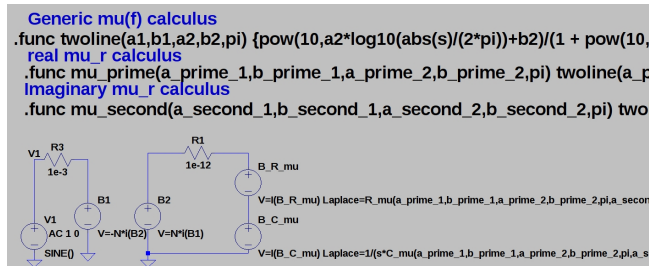 Generic mu(f) calculus
.func twoline(a1,b1,a2,b2,pi) {pow(10,a2*log10(abs(s)/(2*pi))+b2)/(1 + pow(10,
real mu_r calculus
.func mu_prime(a_prime_1,b_prime_1,a_prime_2,b_prime_2,pi) twoline(a_p
Imaginary mu_r calculus
.func mu_second(a_second_1,b_second_1,a_second_2,b_second_2,pi) two
V1 R3 R1
1e-3 1e-12 B_R_mu
B1 B2
V=I(B_R_mu) Laplace=R_mu(a_prime_1,b_prime_1,a_prime_2,b_prime_2,pi,a_secon
V1 B_C_mu
AC 1 0 V=-N*i(B2) V=N*i(B1)
SINE() V=I(B_C_mu) Laplace=1/(s*C_mu(a_prime_1,b_prime_1,a_prime_2,b_prime_2,pi,a_s